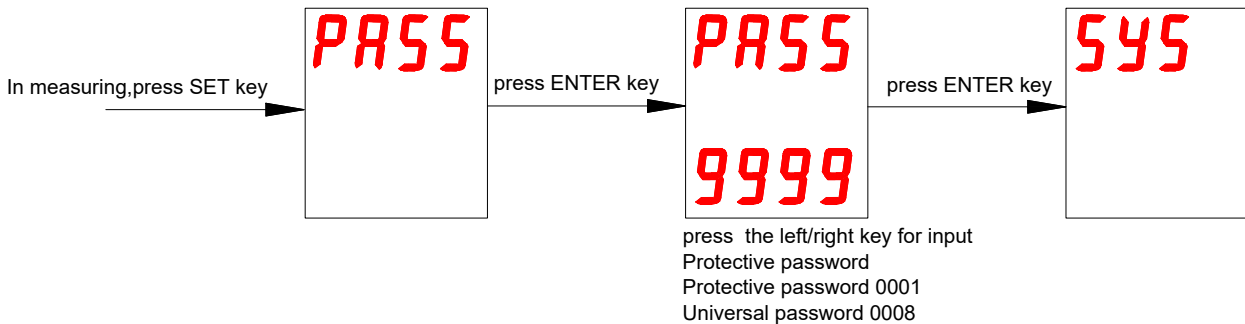 PASS
PASS
SYS
In measuring,press SET key
press ENTER key
press ENTER key
9999
press the left/right key for input
Protective password
Protective password 0001
Universal password 0008